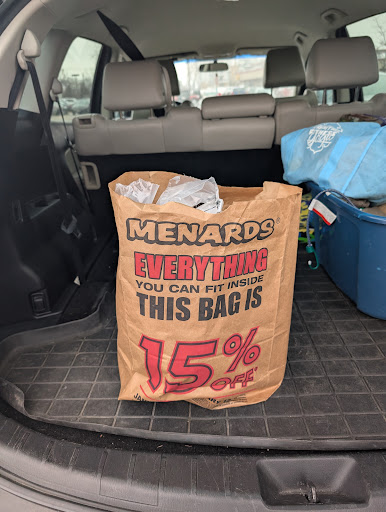 MENARDS®
EVERYTHING
YOU CAN FIT INSIDE
THIS BAG IS
15%
OFF*